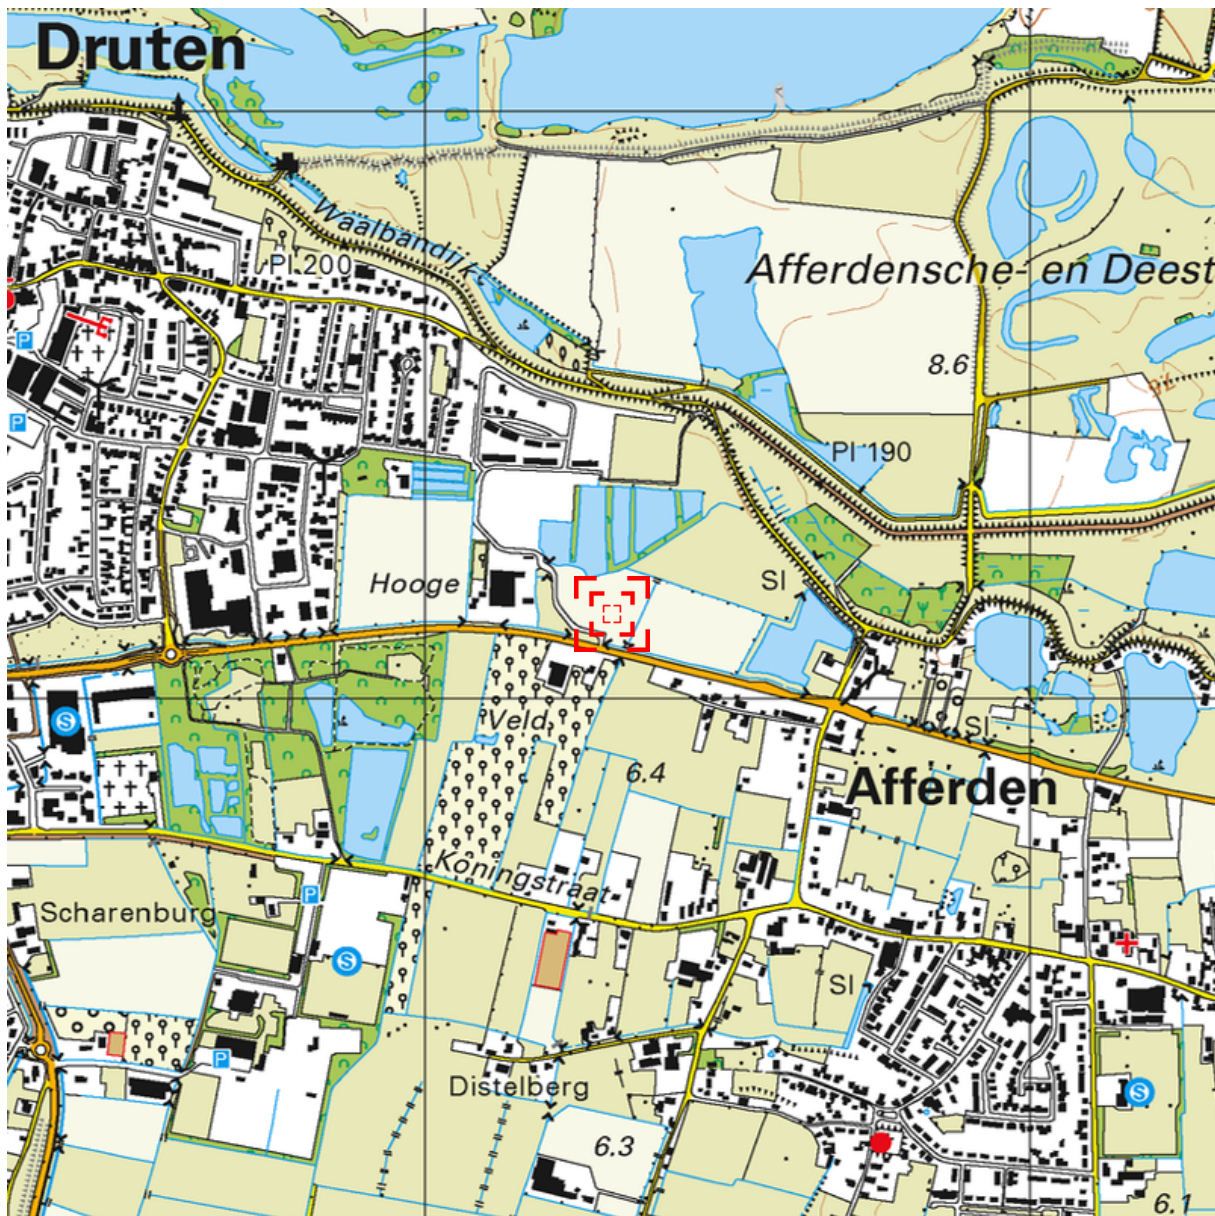 Druten
Waalbandijk
Pl 200
Afferdensche- en Deest
8.6
P
P
Pl 190
Hooge
Sl
S
Veld
Sl
6.4
Afferden
Koningstraat
P
Scharenburg
S
Sl
P
Distelberg
S
6.3
6.1